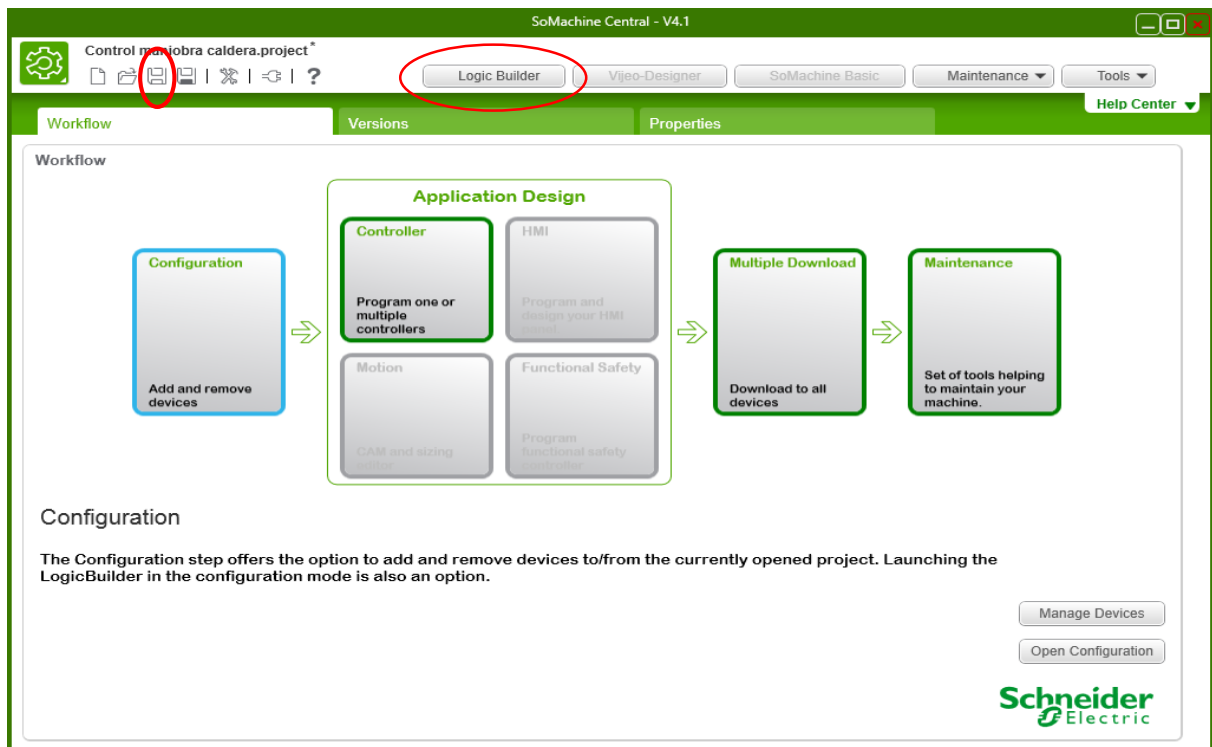 SoMachine Central - V4.1
Control maniobra caldera.project*
?
Logic Builder
Vijeo-Designer
SoMachine Basic
Maintenance
Tools
Help Center
Workflow
Versions
Properties
Workflow
Application Design
Configuration
Add and remove
devices
Controller
Program one or
multiple
controllers
HMI
Program and
design your HMI
panel
Motion
CAM and sizing
editor
Functional Safety
Program
functional safety
controller
Multiple Download
Download to all
devices
Maintenance
Set of tools helping
to maintain your
machine.
Configuration
The Configuration step offers the option to add and remove devices to/from the currently opened project. Launching the
LogicBuilder in the configuration mode is also an option.
Manage Devices
Open Configuration
Schneider
Electric